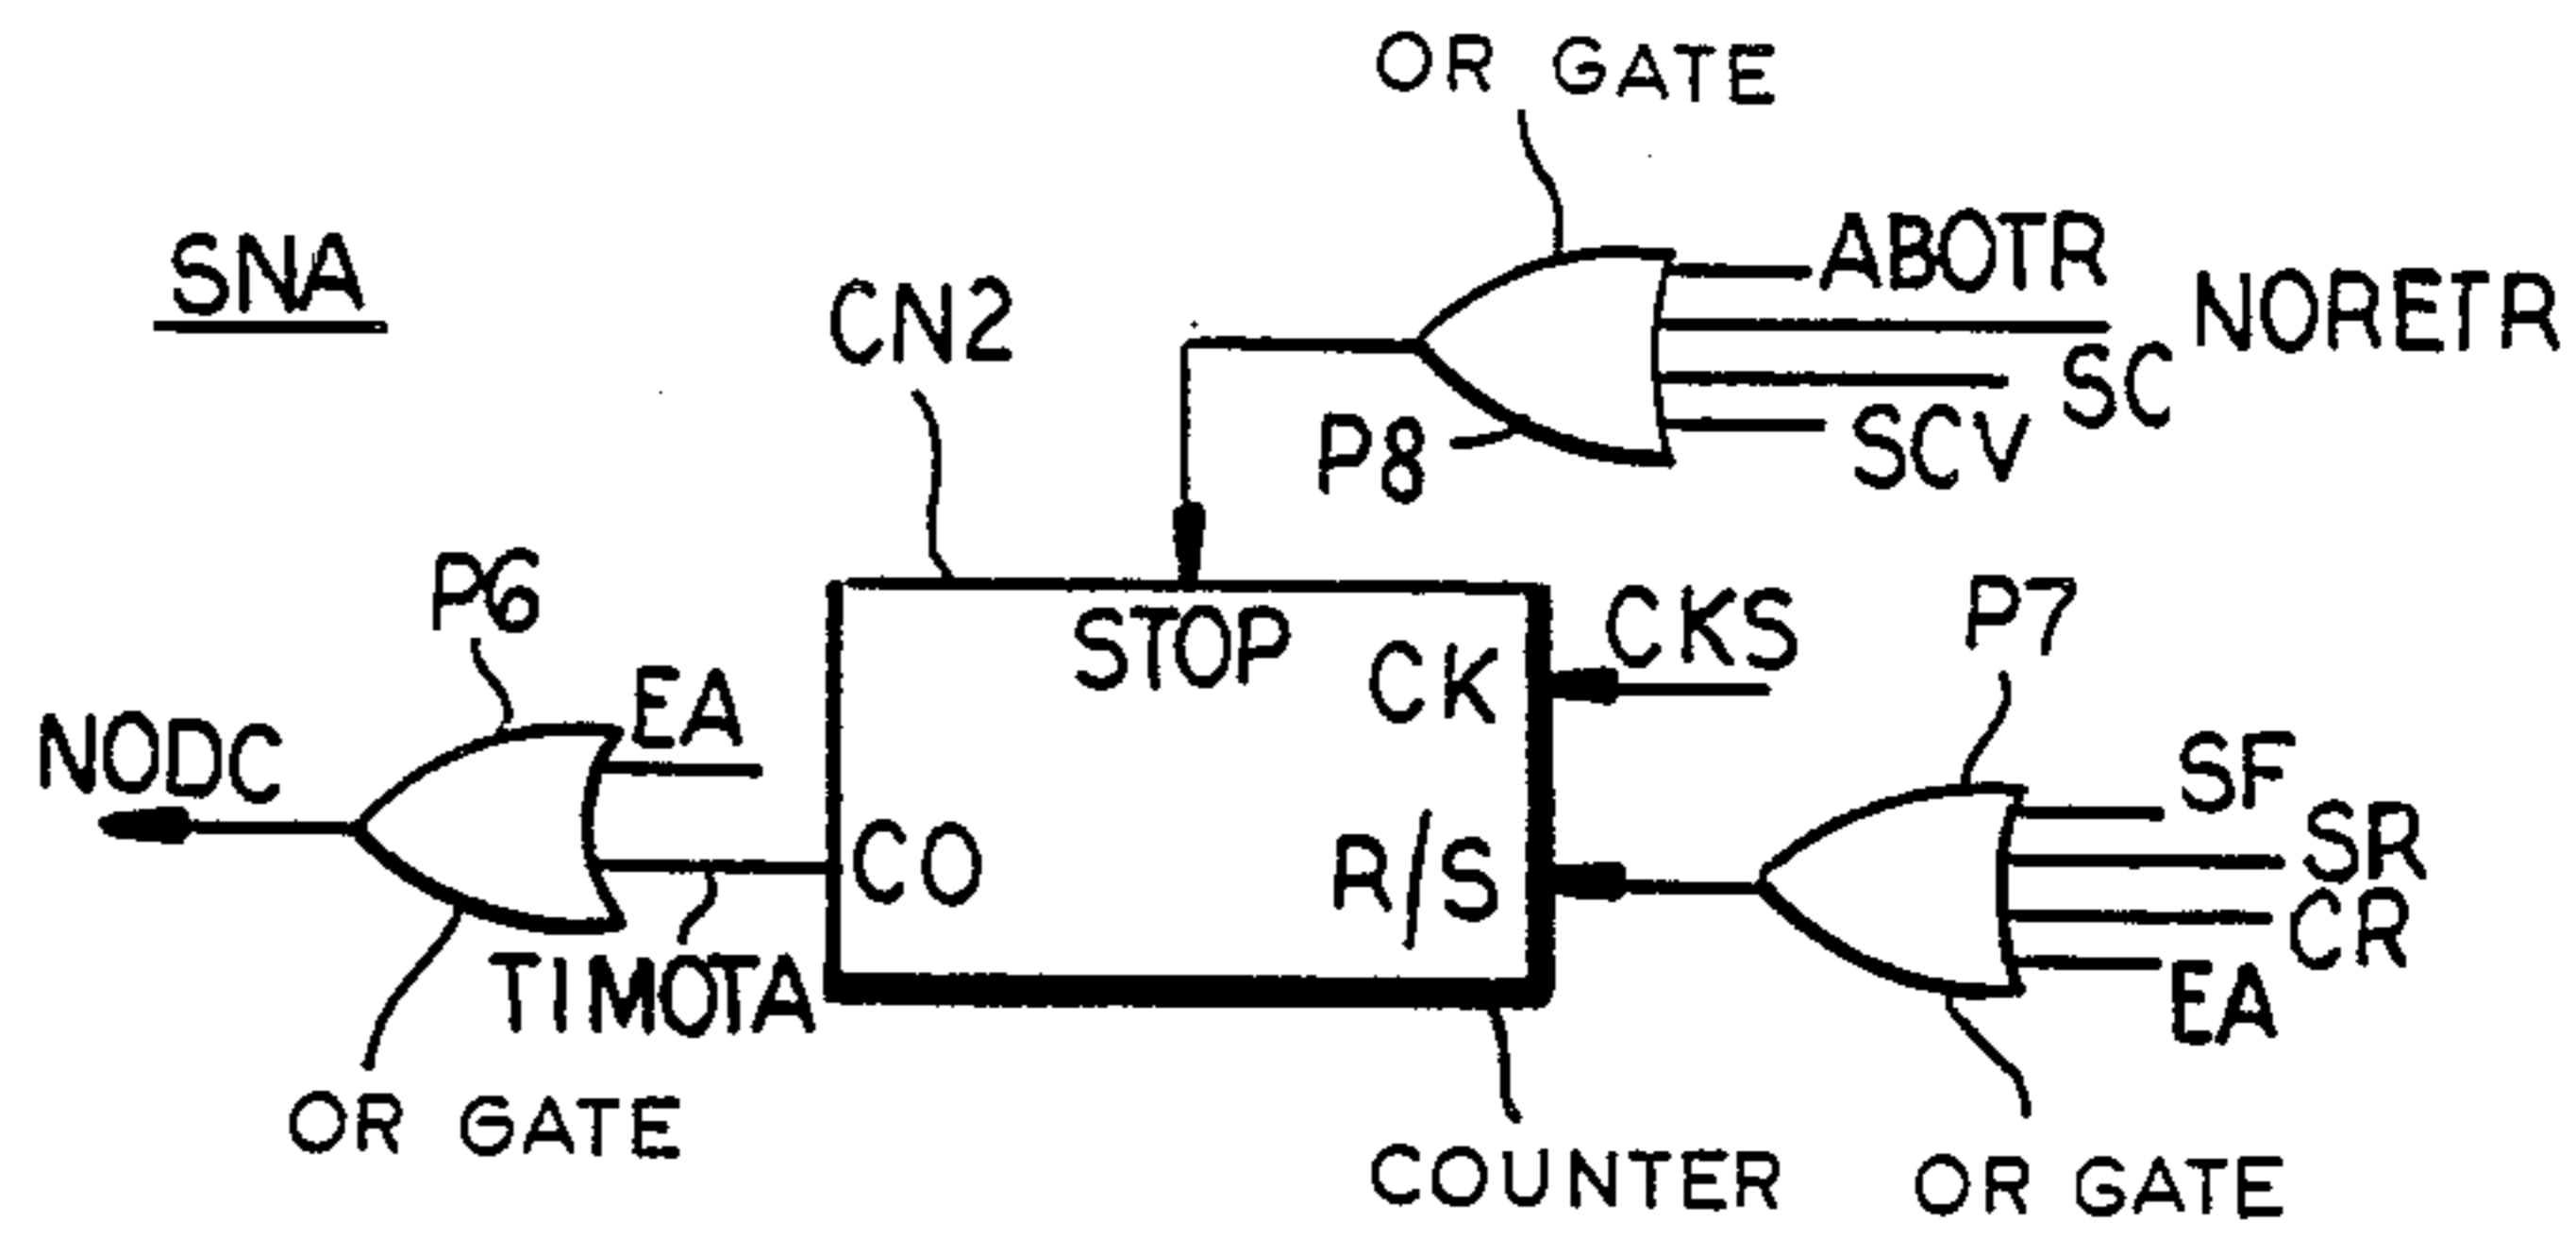 OR GATE
SNA
ABOTR
NORETR
CN2
SC
P8
SCV
P6
STOP
CK
CKS
P7
NODC
EA
SF
CO
R/S
SR
CR
TIMOTA
EA
OR GATE
COUNTER
OR GATE